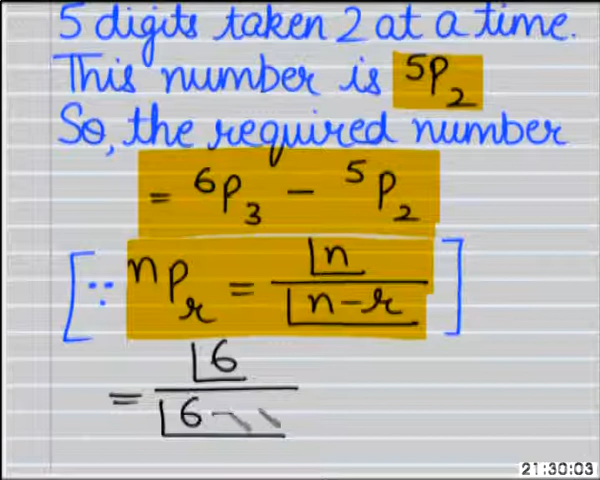 5 digits taken 2 at a time.
This number is ⁵P₂
So, the required number
= ⁶P₃ − ⁵P₂
[∵ ⁿPᵣ = ⌊n / ⌊n−r]
= ⌊6 / ⌊6−
21:30:03